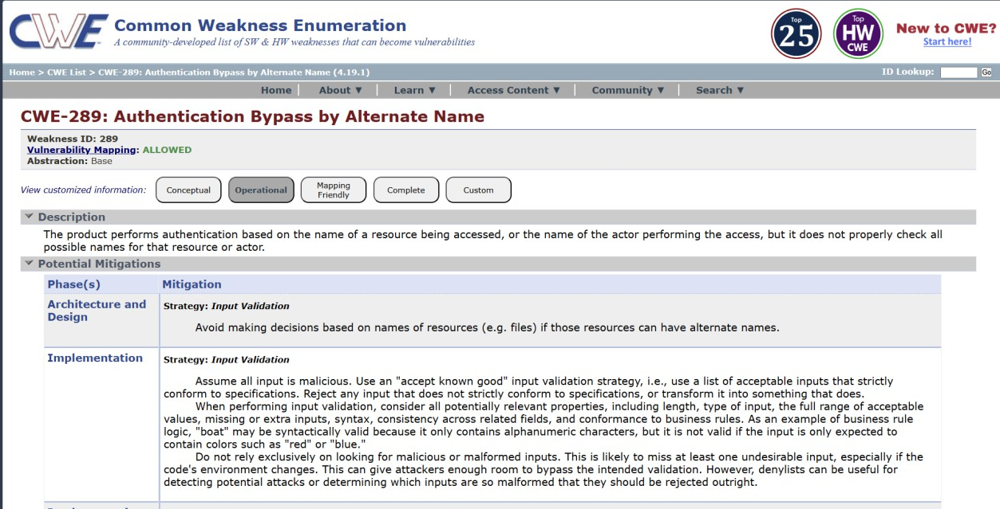 CWE
Common Weakness Enumeration
A community-developed list of SW & HW weaknesses that can become vulnerabilities
Top
25
Top
HW
CWE
New to CWE?
Start here!
Home > CWE List > CWE-289: Authentication Bypass by Alternate Name (4.19.1)
ID Lookup:
Go
Home
About ▼
Learn ▼
Access Content ▼
Community ▼
Search ▼
CWE-289: Authentication Bypass by Alternate Name
Weakness ID: 289
Vulnerability Mapping: ALLOWED
Abstraction: Base
View customized information:
Conceptual
Operational
Mapping
Friendly
Complete
Custom
Description
The product performs authentication based on the name of a resource being accessed, or the name of the actor performing the access, but it does not properly check all
possible names for that resource or actor.
Potential Mitigations
Phase(s)
Mitigation
Architecture and
Design
Strategy: Input Validation
Avoid making decisions based on names of resources (e.g. files) if those resources can have alternate names.
Implementation
Strategy: Input Validation
Assume all input is malicious. Use an "accept known good" input validation strategy, i.e., use a list of acceptable inputs that strictly
conform to specifications. Reject any input that does not strictly conform to specifications, or transform it into something that does.
When performing input validation, consider all potentially relevant properties, including length, type of input, the full range of acceptable
values, missing or extra inputs, syntax, consistency across related fields, and conformance to business rules. As an example of business rule
logic, "boat" may be syntactically valid because it only contains alphanumeric characters, but it is not valid if the input is only expected to
contain colors such as "red" or "blue."
Do not rely exclusively on looking for malicious or malformed inputs. This is likely to miss at least one undesirable input, especially if the
code's environment changes. This can give attackers enough room to bypass the intended validation. However, denylists can be useful for
detecting potential attacks or determining which inputs are so malformed that they should be rejected outright.